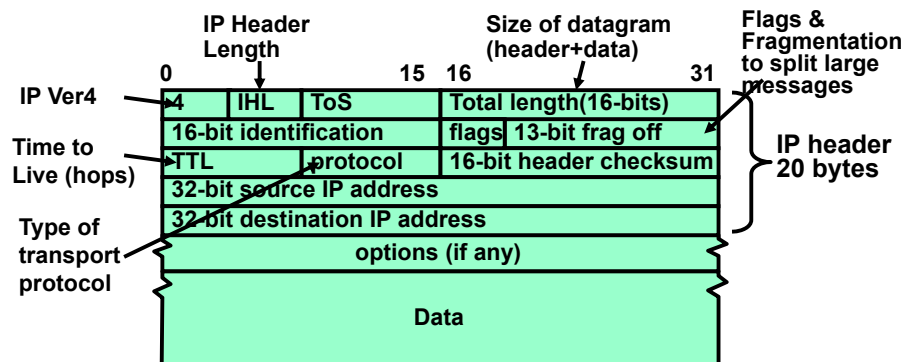 IP Header
Length
Size of datagram
(header+data)
Flags &
Fragmentation
to split large
messages
0
15
16
31
IP Ver4
4
IHL
ToS
Total length(16-bits)
16-bit identification
flags
13-bit frag off
Time to
Live (hops)
TTL
protocol
16-bit header checksum
IP header
20 bytes
32-bit source IP address
32-bit destination IP address
Type of
transport
protocol
options (if any)
Data